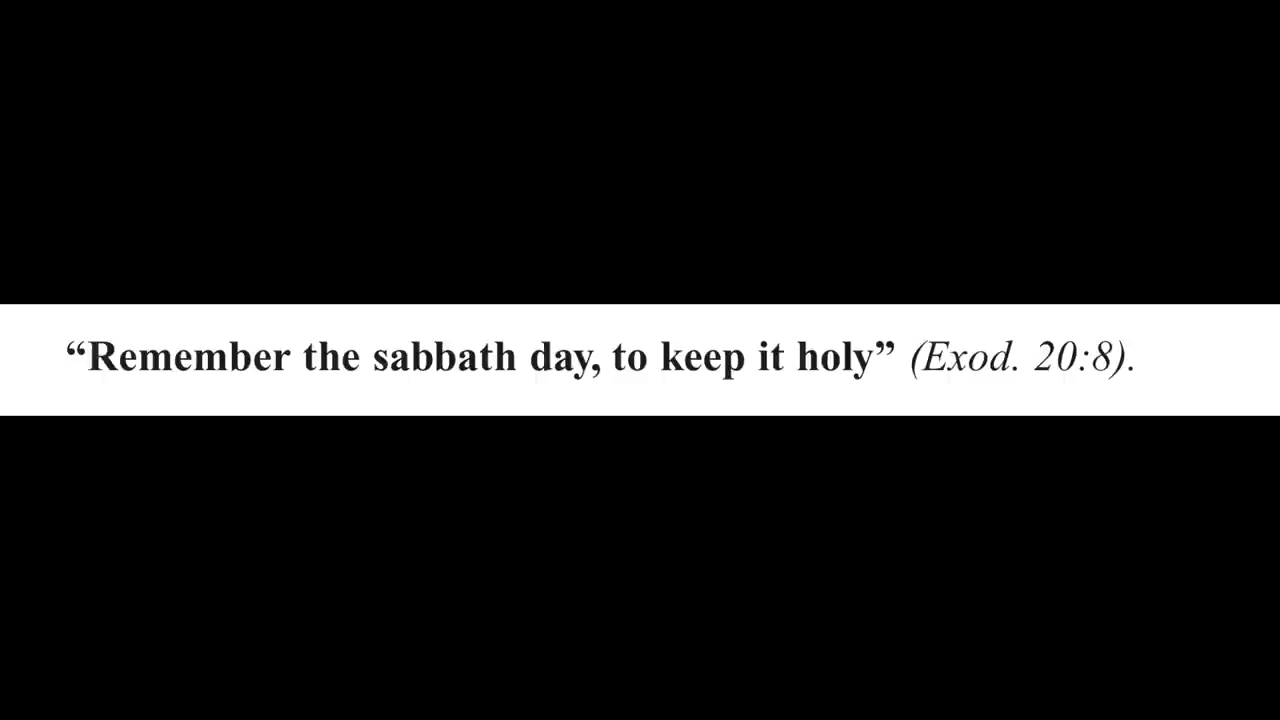 “Remember the sabbath day, to keep it holy” (Exod. 20:8).